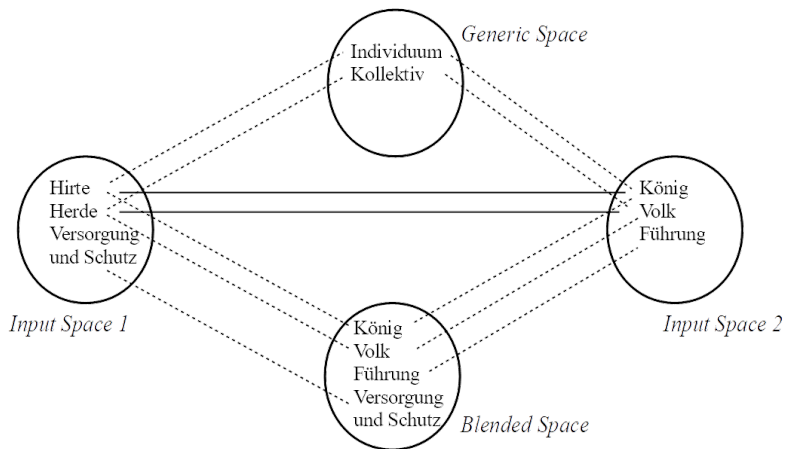 Generic Space
Individuum
Kollektiv
Hirte
Herde
Versorgung
und Schutz
Input Space 1
König
Volk
Führung
Input Space 2
König
Volk
Führung
Versorgung
und Schutz
Blended Space